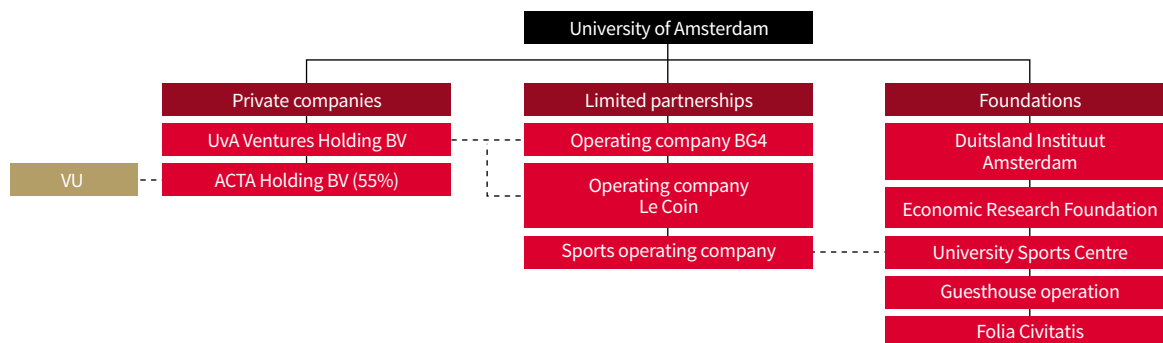 University of Amsterdam
Private companies
Limited partnerships
Foundations
UvA Ventures Holding BV
Operating company BG4
Duitsland Instituut
Amsterdam
VU
ACTA Holding BV (55%)
Operating company
Le Coin
Economic Research Foundation
Sports operating company
University Sports Centre
Guesthouse operation
Folia Civitatis